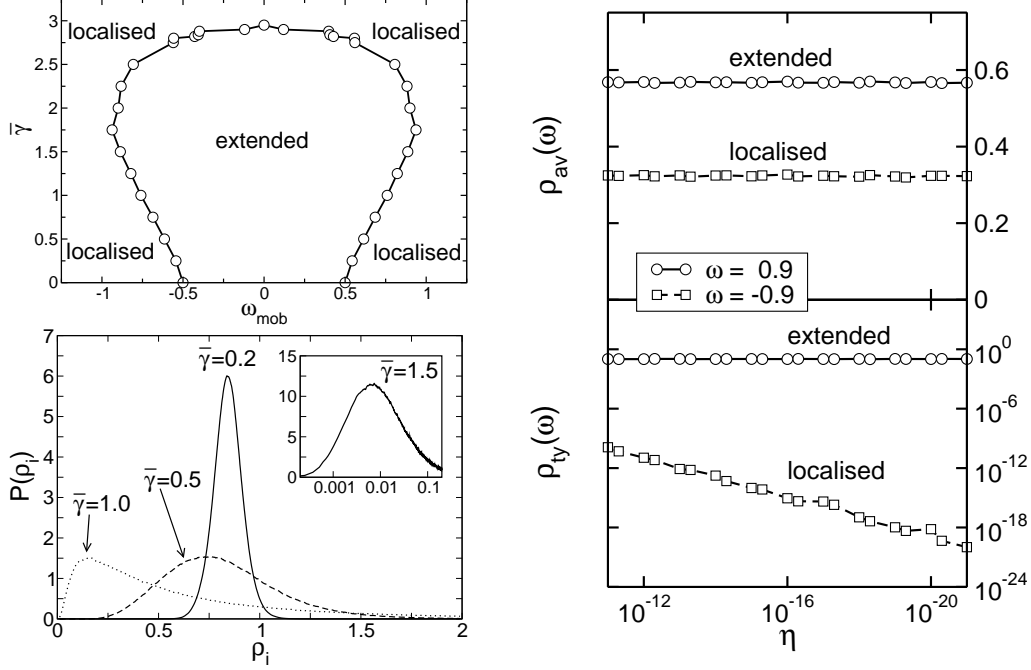 localised localised
extended
localised localised
γ̄
3
2.5
2
1.5
1
0.5
0
-1 -0.5 0 0.5 1
ω_mob
7
6
5
4
3
2
1
0
P(ρ_i)
γ̄=0.2
γ̄=0.5
γ̄=1.0
15
10
5
0
γ̄=1.5
0.001 0.01 0.1
0 0.5 1 1.5 2
ρ_i
extended
localised
ρ_av(ω)
0.6
0.4
0.2
0
ω = 0.9
ω = -0.9
extended
localised
ρ_ty(ω)
10^0
10^-6
10^-12
10^-18
10^-24
10^-12 10^-16 10^-20
η